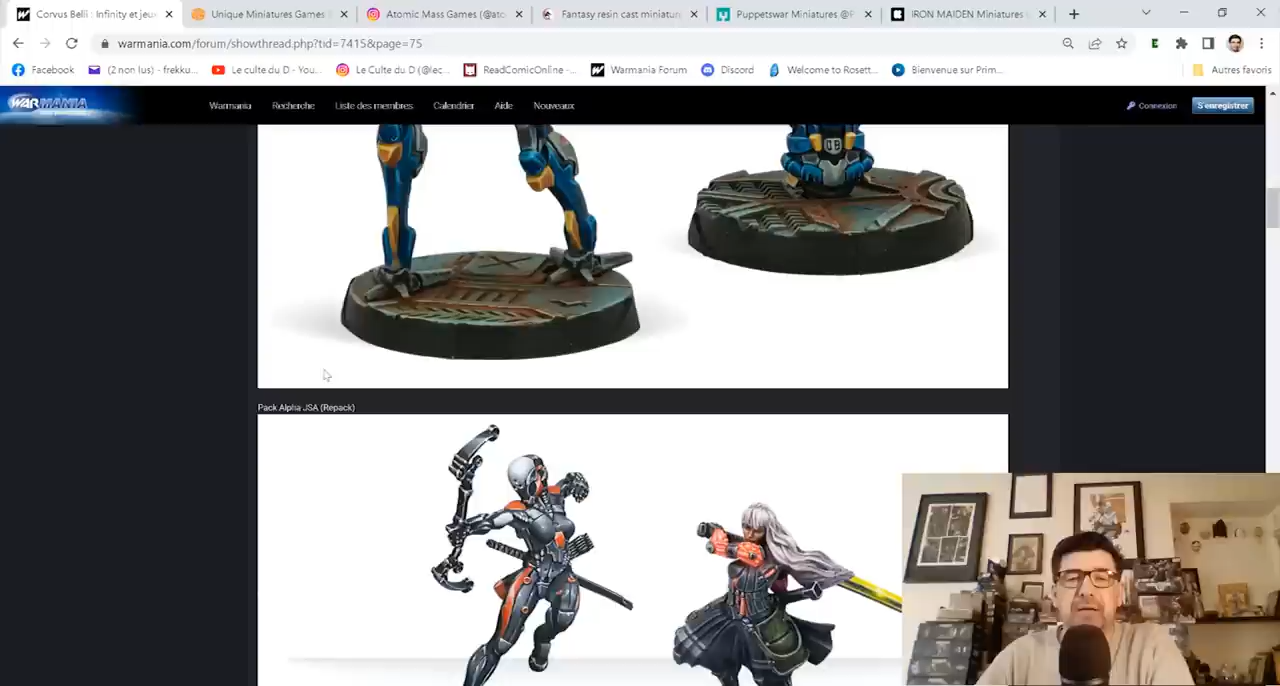 Corvus Belli : Infinity et jeu
Unique Miniatures Games
Atomic Mass Games (@ato
Fantasy resin cast miniatur
Puppetswar Miniatures @P
IRON MAIDEN Miniatures
warmania.com/forum/showthread.php?tid=7415&page=75
Facebook
(2 non lus) - frekku...
Le culte du D - You...
Le Culte du D (@lec...
ReadComicOnline -...
Warmania Forum
Discord
Welcome to Rosett...
Bienvenue sur Prim...
Autres favoris
WARMANIA
Warmania
Recherche
Liste des membres
Calendrier
Aide
Nouveaux
Connexion
S'enregistrer
Pack Alpha JSA (Repack)